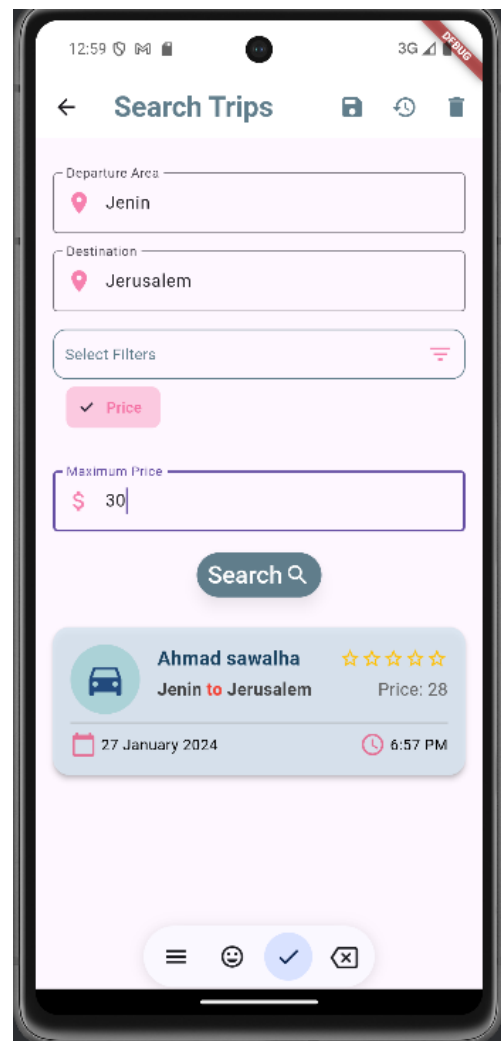 12:59 3G
DEBUG
Search Trips
Departure Area
Jenin
Destination
Jerusalem
Select Filters
Price
Maximum Price
$ 30
Search
Ahmad sawalha
Jenin to Jerusalem Price: 28
27 January 2024 6:57 PM